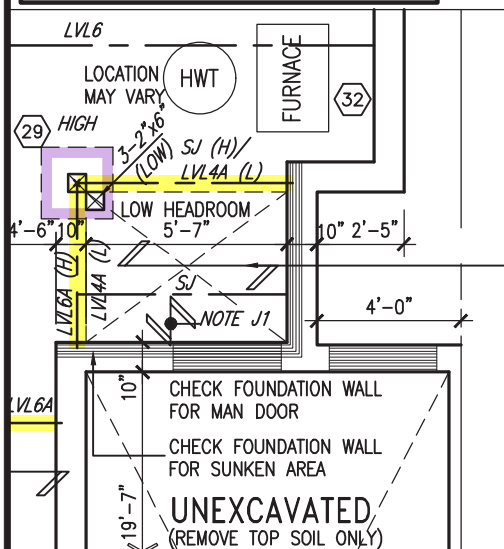 LVL6
LOCATION
MAY VARY
HWT
FURNACE
32
29
HIGH
3-2"x6"
(LOW)
SJ (H)/
LVL4A (L)
LOW HEADROOM
4'-6"
10"
5'-7"
10"
2'-5"
LVL6A (H)
LVL4A (L)
SJ
NOTE J1
4'-0"
LVL6A
10"
CHECK FOUNDATION WALL
FOR MAN DOOR
CHECK FOUNDATION WALL
FOR SUNKEN AREA
19'-7"
UNEXCAVATED
(REMOVE TOP SOIL ONLY)